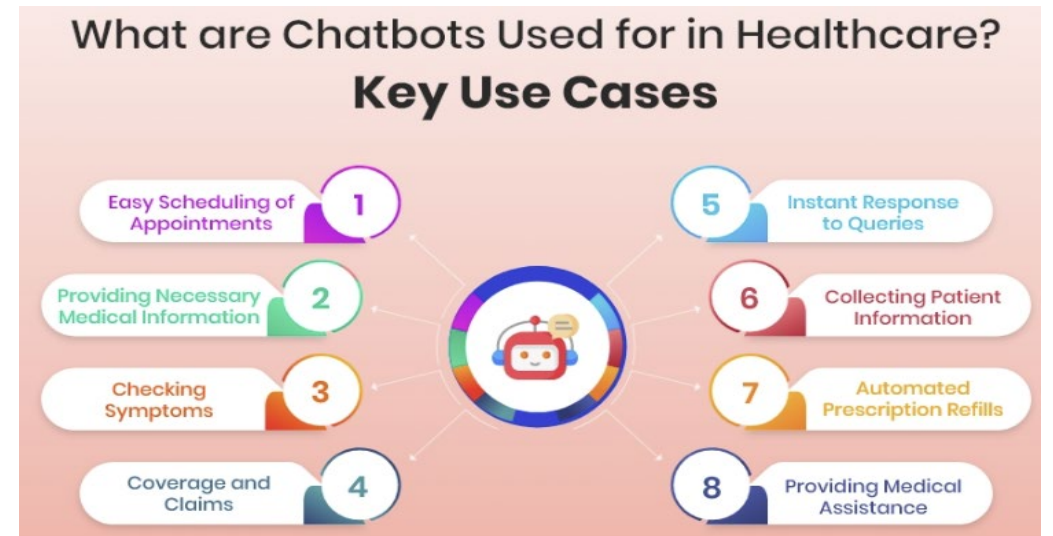 What are Chatbots Used for in Healthcare?
Key Use Cases
1
Easy Scheduling of
Appointments
2
Providing Necessary
Medical Information
3
Checking
Symptoms
4
Coverage and
Claims
5
Instant Response
to Queries
6
Collecting Patient
Information
7
Automated
Prescription Refills
8
Providing Medical
Assistance